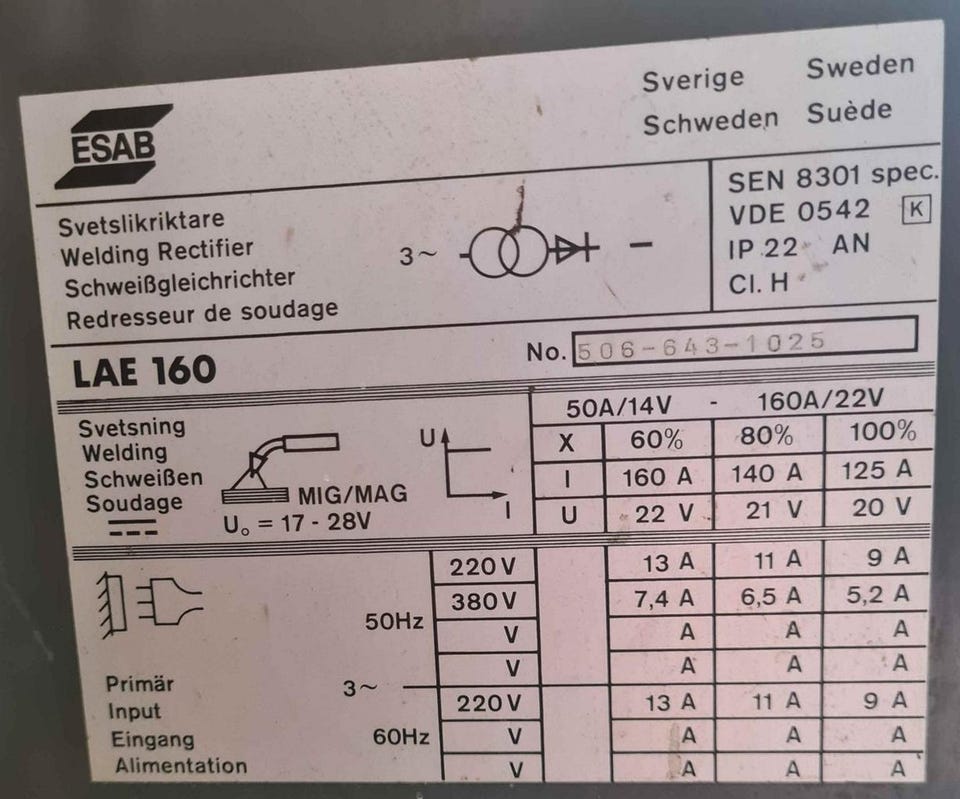 ESAB
Sverige Sweden
Schweden Suède
Svetslikriktare
Welding Rectifier
Schweißgleichrichter
Redresseur de soudage
3~
SEN 8301 spec.
VDE 0542 K
IP 22 AN
Cl. H
LAE 160
No. 506-643-1025
Svetsning
Welding
Schweißen
Soudage
MIG/MAG
U₀ = 17 - 28V
U
I
50A/14V - 160A/22V
X 60% 80% 100%
I 160 A 140 A 125 A
U 22 V 21 V 20 V
50Hz
220 V 13 A 11 A 9 A
380V 7,4 A 6,5 A 5,2 A
V A A A
V A A A
Primär
Input
Eingang
Alimentation
3~
60Hz
220V 13 A 11 A 9 A
V A A A
V A A A